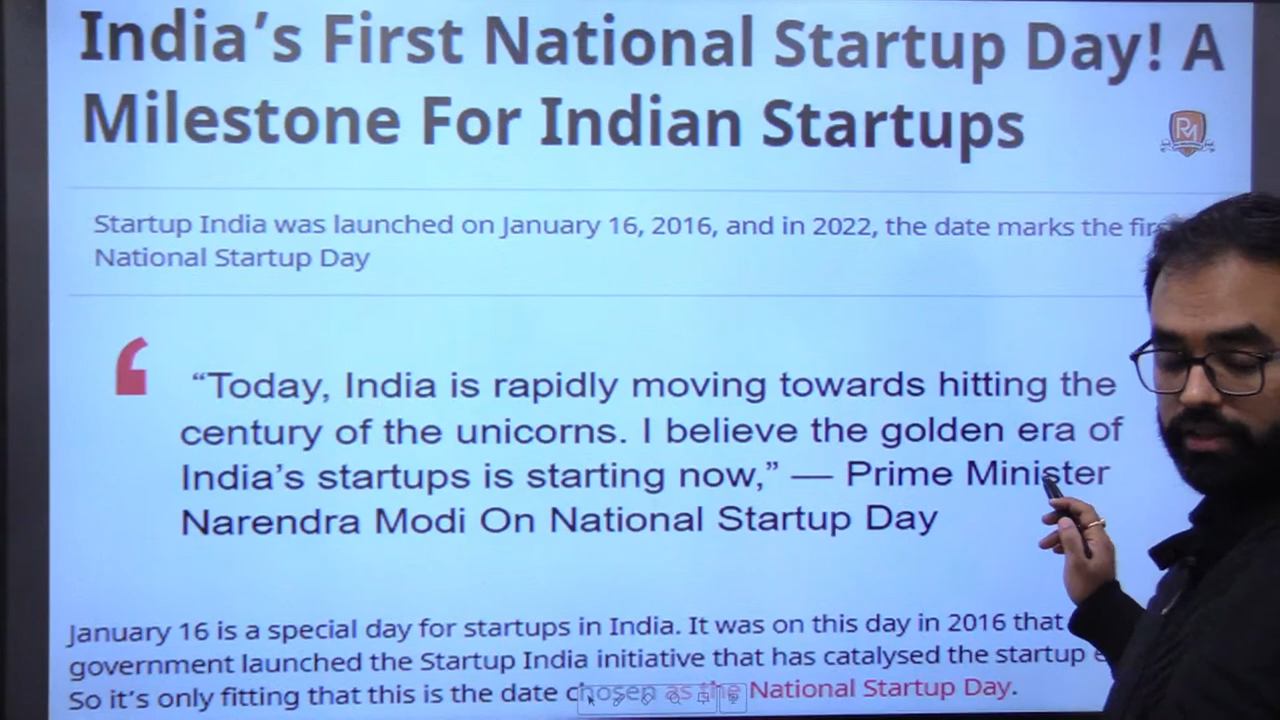 India's First National Startup Day! A
Milestone For Indian Startups
Startup India was launched on January 16, 2016, and in 2022, the date marks the
National Startup Day
“Today, India is rapidly moving towards hitting the
century of the unicorns. I believe the golden era of
India's startups is starting now,” — Prime Minister
Narendra Modi On National Startup Day
January 16 is a special day for startups in India. It was on this day in 2016 that
government launched the Startup India initiative that has catalysed the startup
So it's only fitting that this is the date chosen as the National Startup Day.